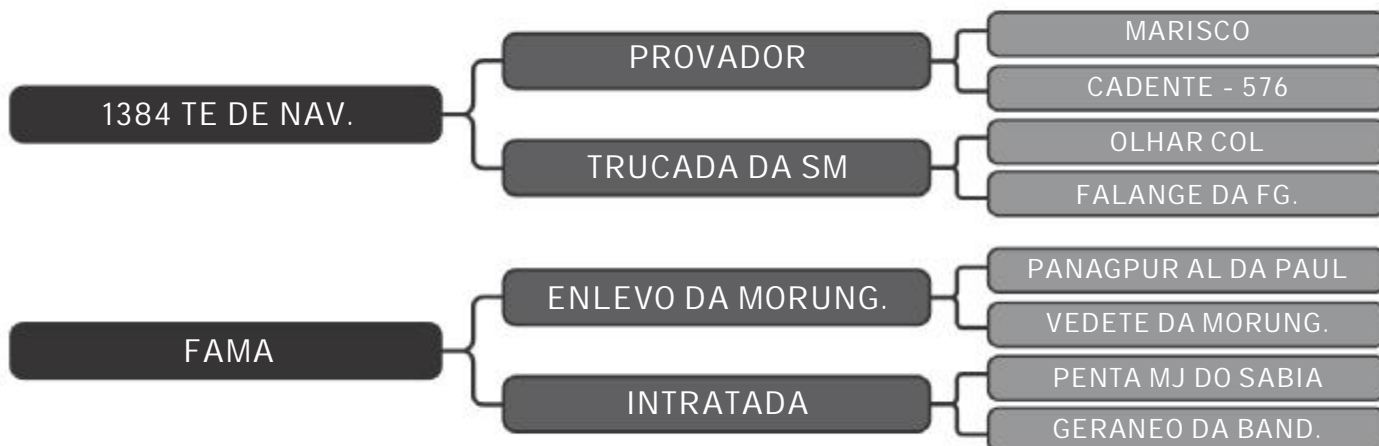 1384 TE DE NAV.
PROVADOR
MARISCO
CADENTE - 576
TRUCADA DA SM
OLHAR COL
FALANGE DA FG.
FAMA
ENLEVO DA MORUNG.
PANAGPUR AL DA PAUL
VEDETE DA MORUNG.
INTRATADA
PENTA MJ DO SABIA
GERANEO DA BAND.